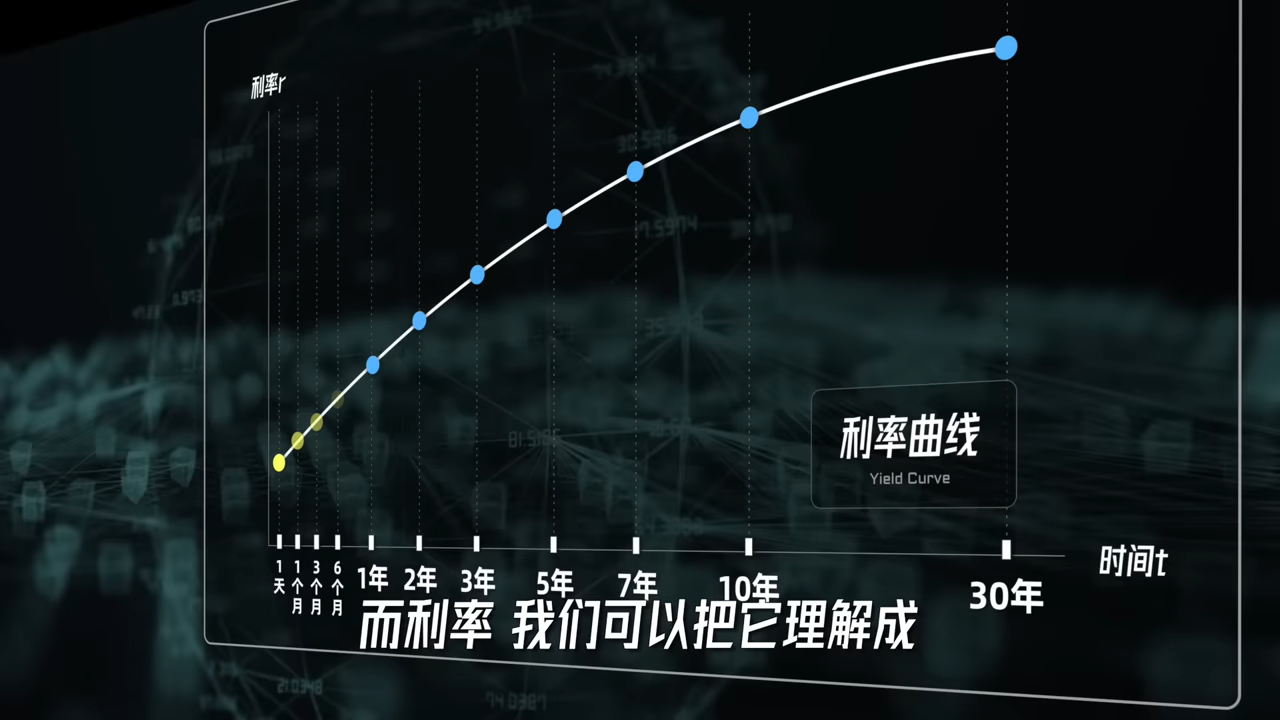 利率r
利率曲线
Yield Curve
1天 1个月 3个月 6个月 1年 2年 3年 5年 7年 10年 30年
时间t
而利率 我们可以把它理解成